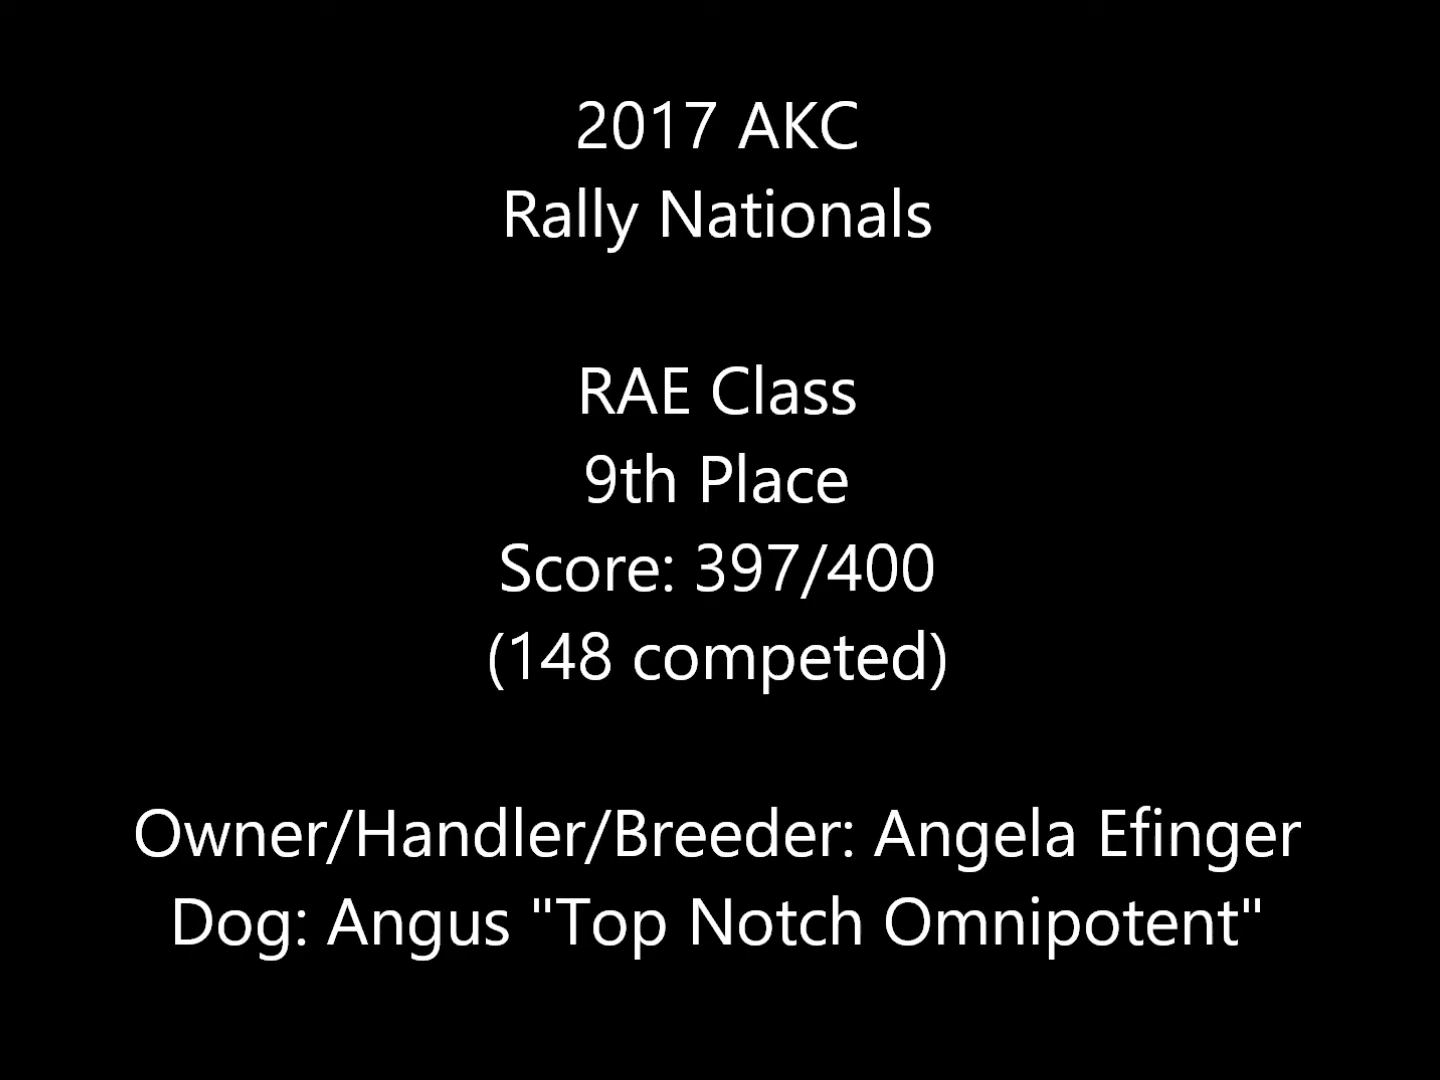 2017 AKC
Rally Nationals
RAE Class
9th Place
Score: 397/400
(148 competed)
Owner/Handler/Breeder: Angela Efinger
Dog: Angus "Top Notch Omnipotent"